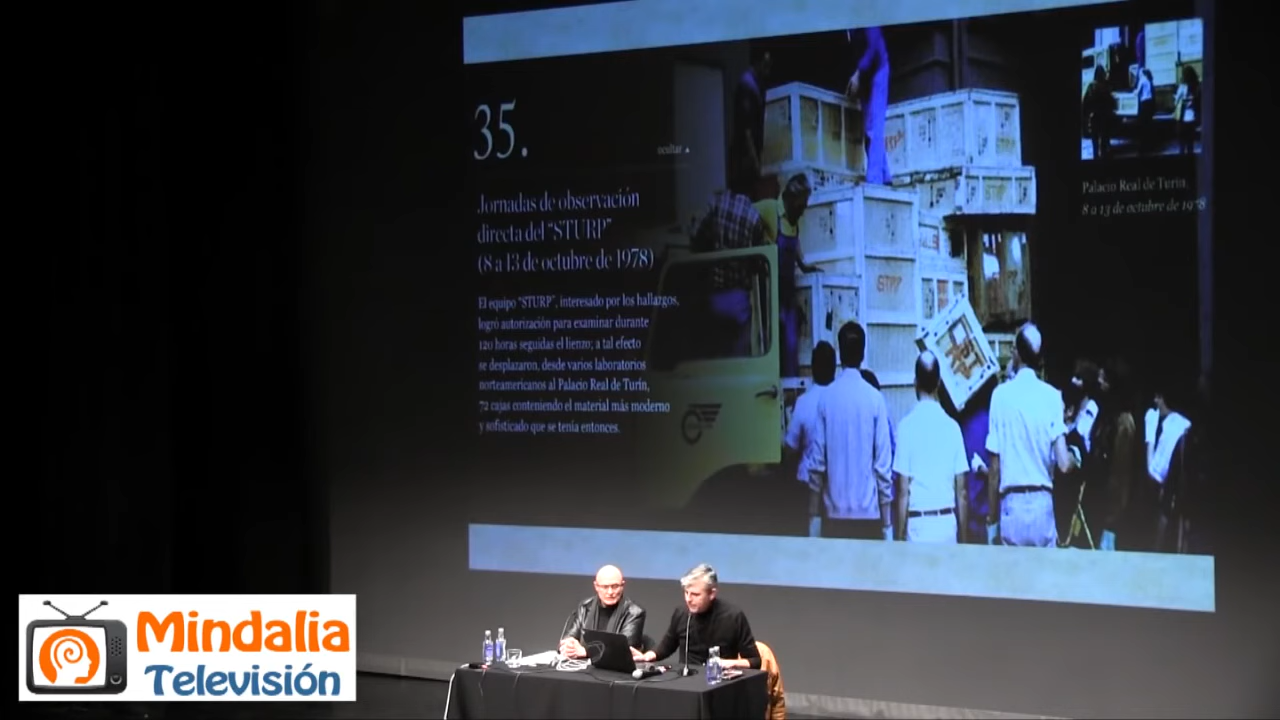 35.
ocultar ▲
Jornadas de observación
directa del “STURP”
(8 a 13 de octubre de 1978)
El equipo “STURP”, interesado por los hallazgos,
logró autorización para examinar durante
120 horas seguidas el lienzo; a tal efecto
se desplazaron, desde varios laboratorios
norteamericanos al Palacio Real de Turín,
72 cajas conteniendo el material más moderno
y sofisticado que se tenía entonces.
Palacio Real de Turín,
8 a 13 de octubre de 1978
Mindalia
Televisión